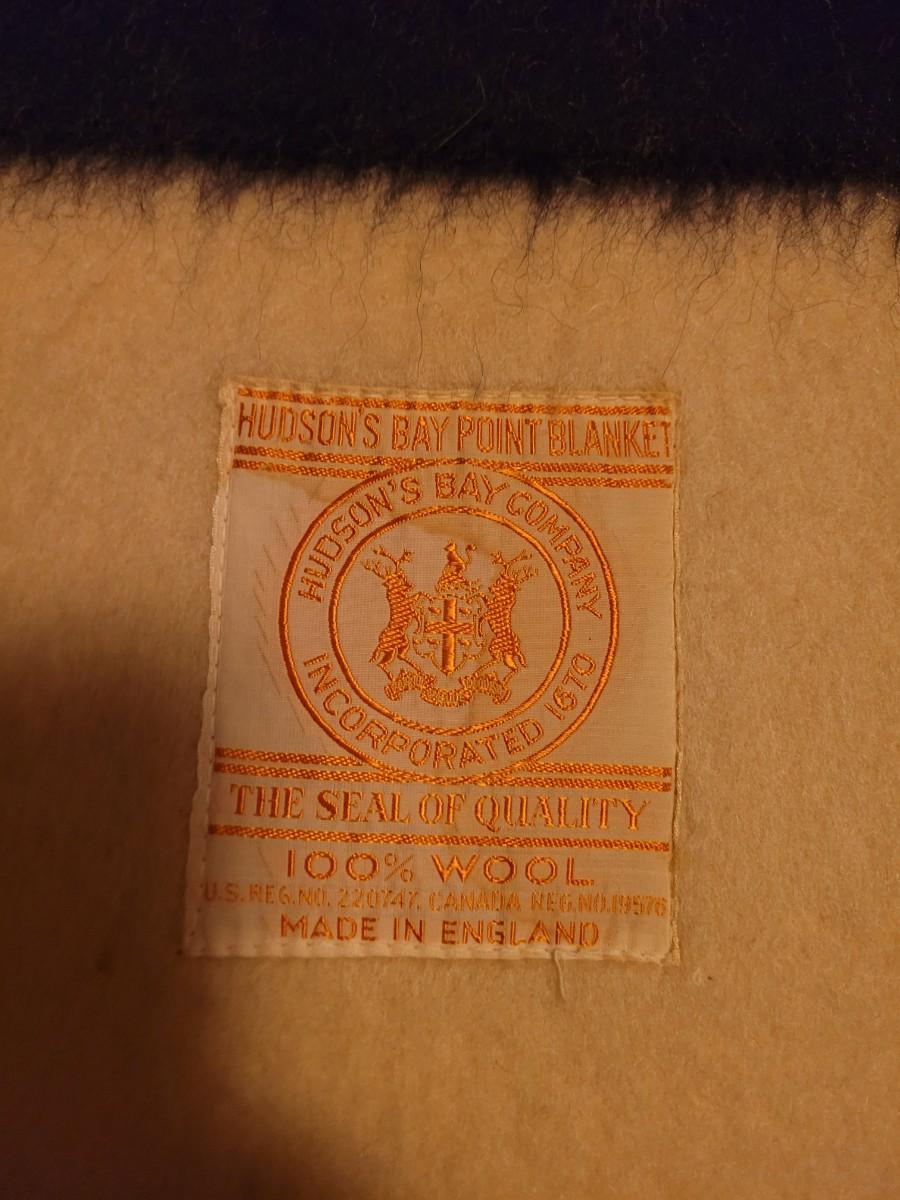 HUDSON'S BAY POINT BLANKET
HUDSON'S BAY COMPANY
INCORPORATED 1670
THE SEAL OF QUALITY
100% WOOL
U.S. REG. NO. 220747, CANADA REG. NO. 19576
MADE IN ENGLAND